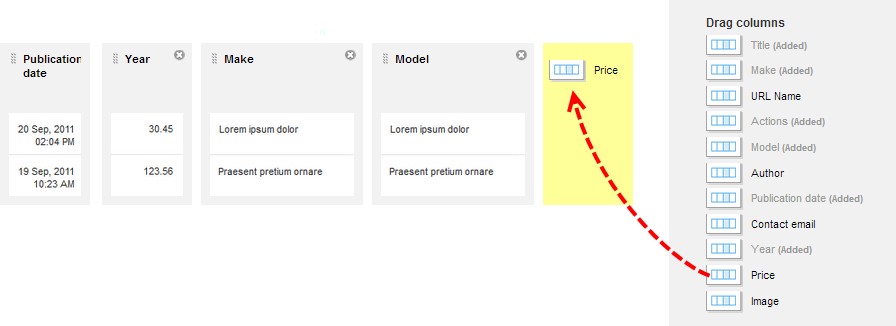 Publication
date
20 Sep, 2011
02:04 PM
19 Sep, 2011
10:23 AM
Year
30.45
123.56
Make
Lorem ipsum dolor
Praesent pretium ornare
Model
Lorem ipsum dolor
Praesent pretium ornare
Price
Drag columns
Title (Added)
Make (Added)
URL Name
Actions (Added)
Model (Added)
Author
Publication date (Added)
Contact email
Year (Added)
Price
Image